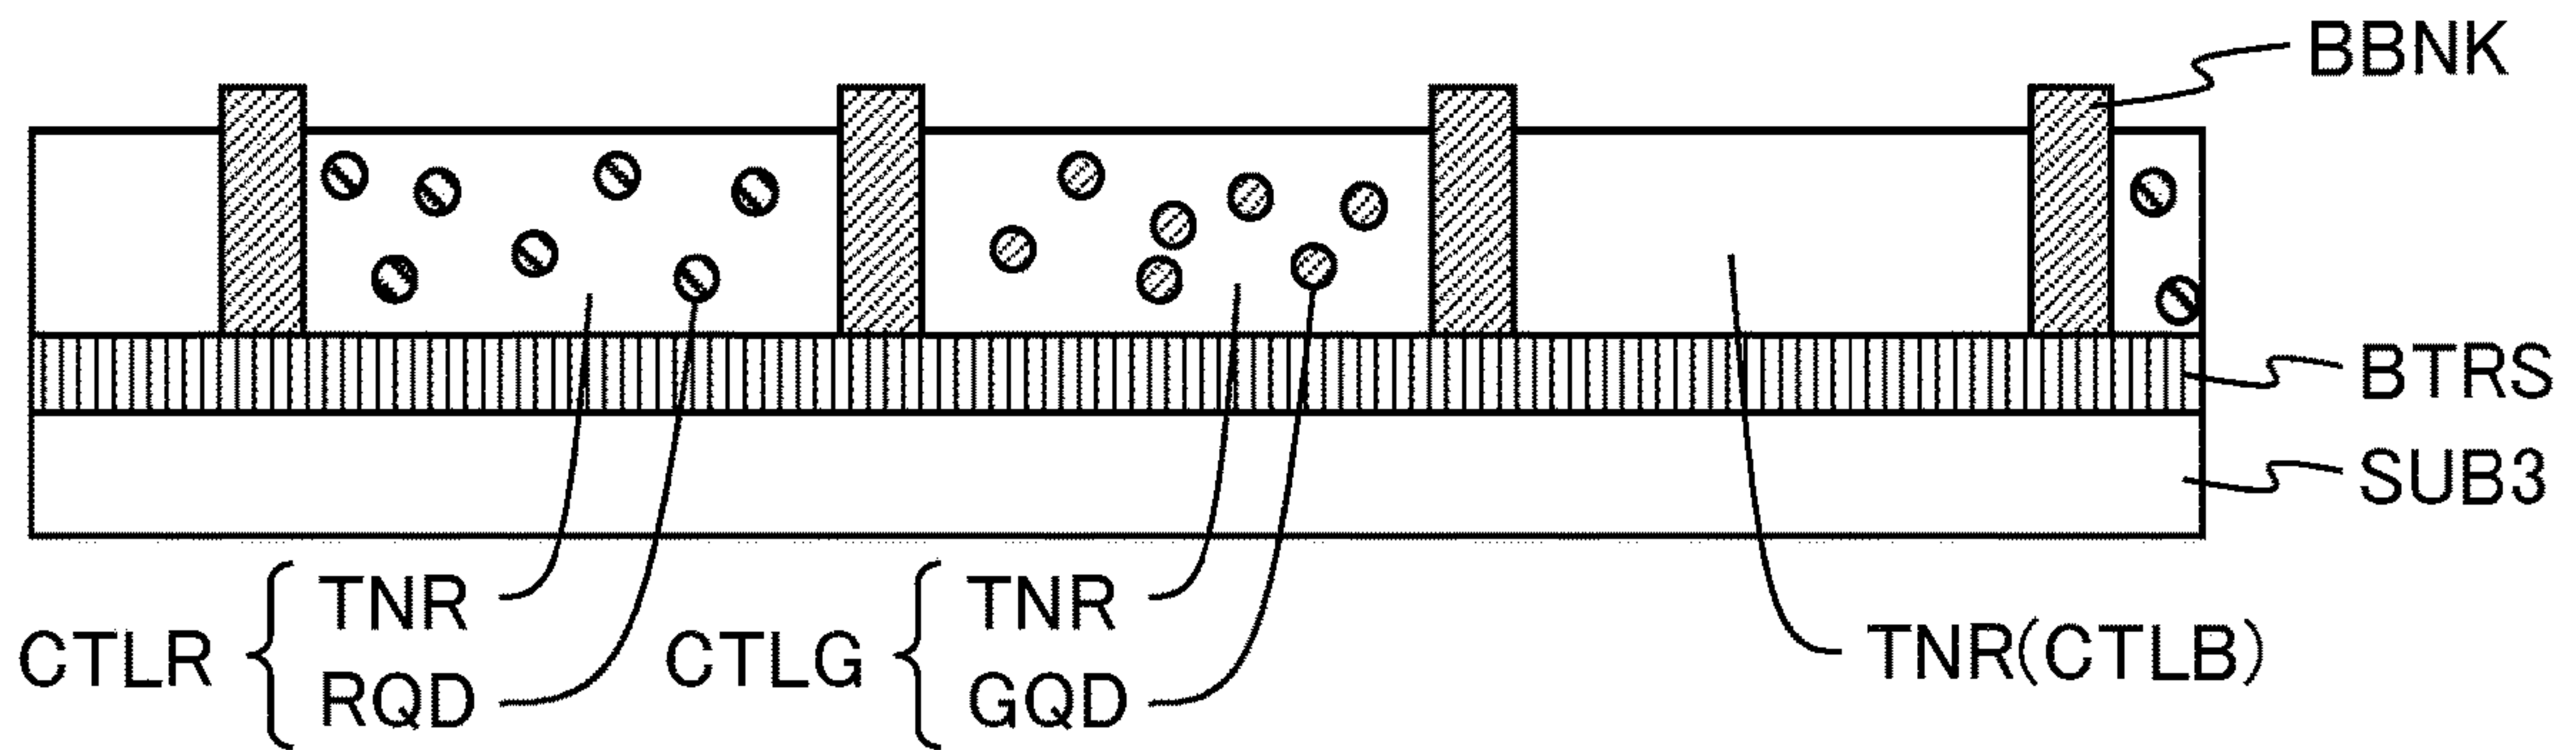 BBNK
BTRS
SUB3
CTLR { TNR
RQD
CTLG { TNR
GQD
TNR(CTLB)